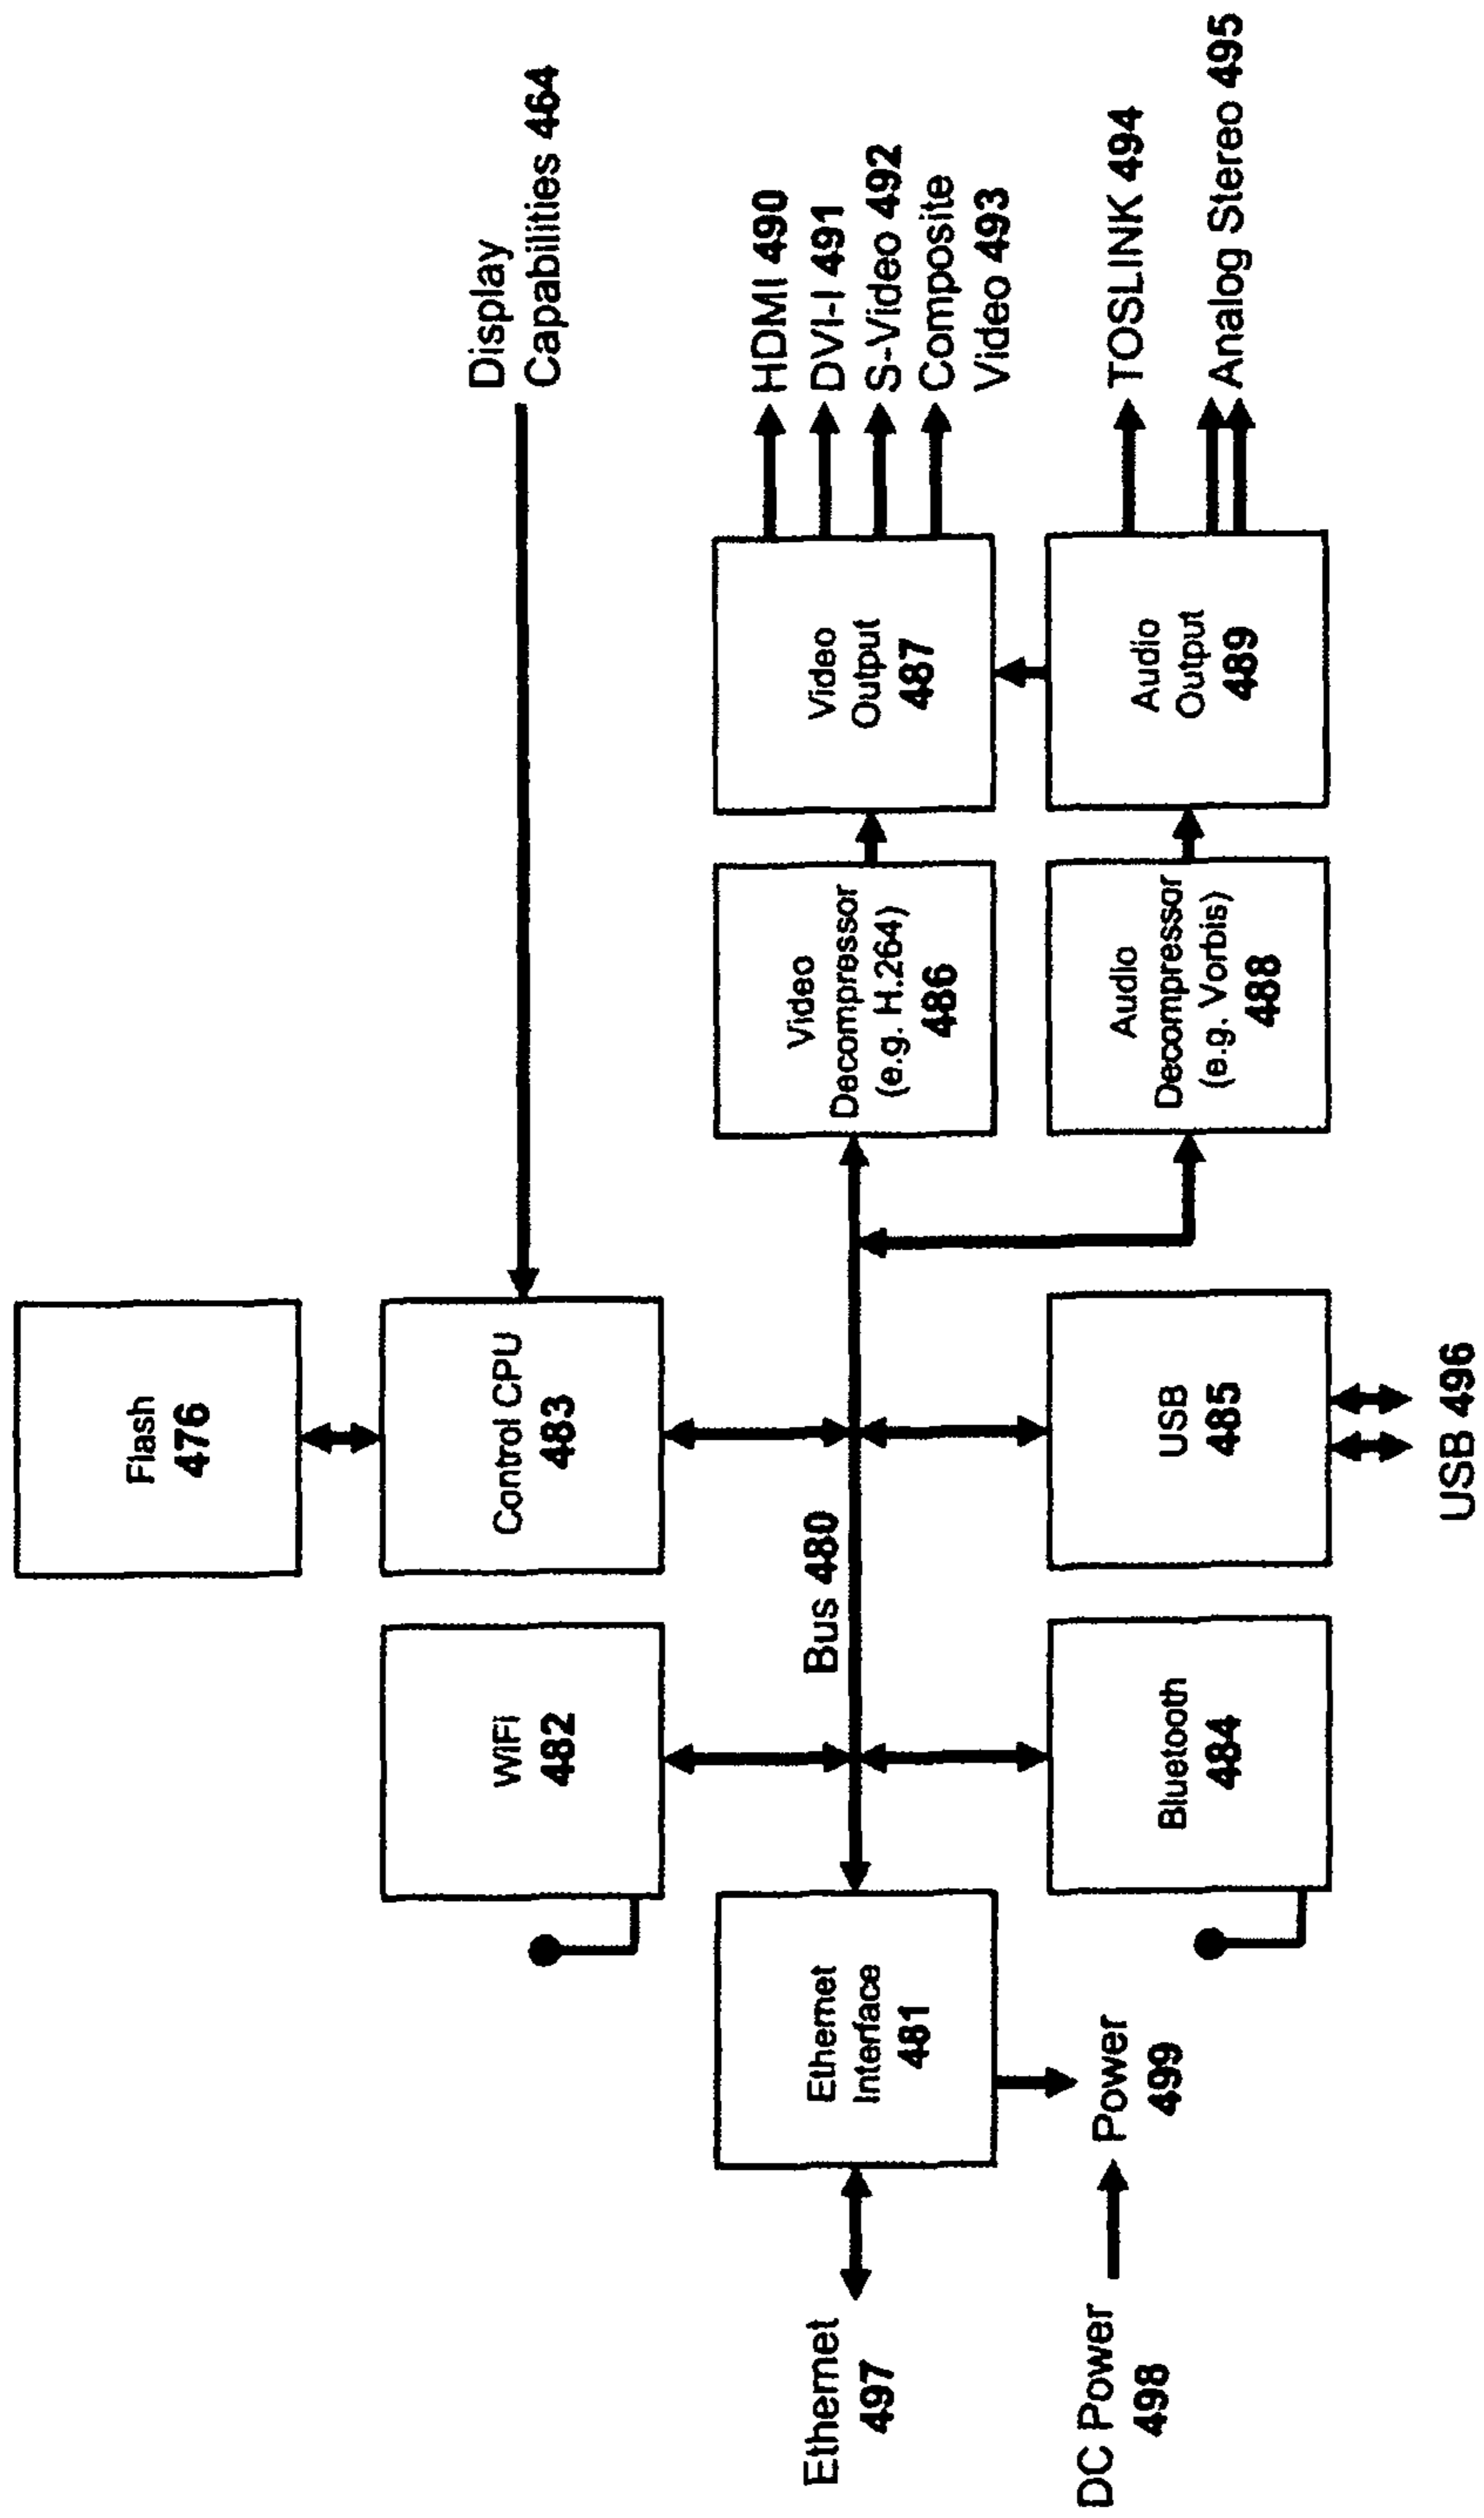 Flash
476
Display
Capabilities 464
WiFi
482
Control CPU
483
Bus 480
Ethernet
497
Ethernet
Interface
481
Video
Decompressor
(e.g. H.264)
486
Video
Output
487
HDMI 490
DVI-I 491
S-Video 492
Composite
Video 493
DC Power
498
Power
499
Bluetooth
484
USB
485
Audio
Decompressor
(e.g. Vorbis)
488
Audio
Output
489
TOSLINK 494
Analog Stereo 495
USB 496